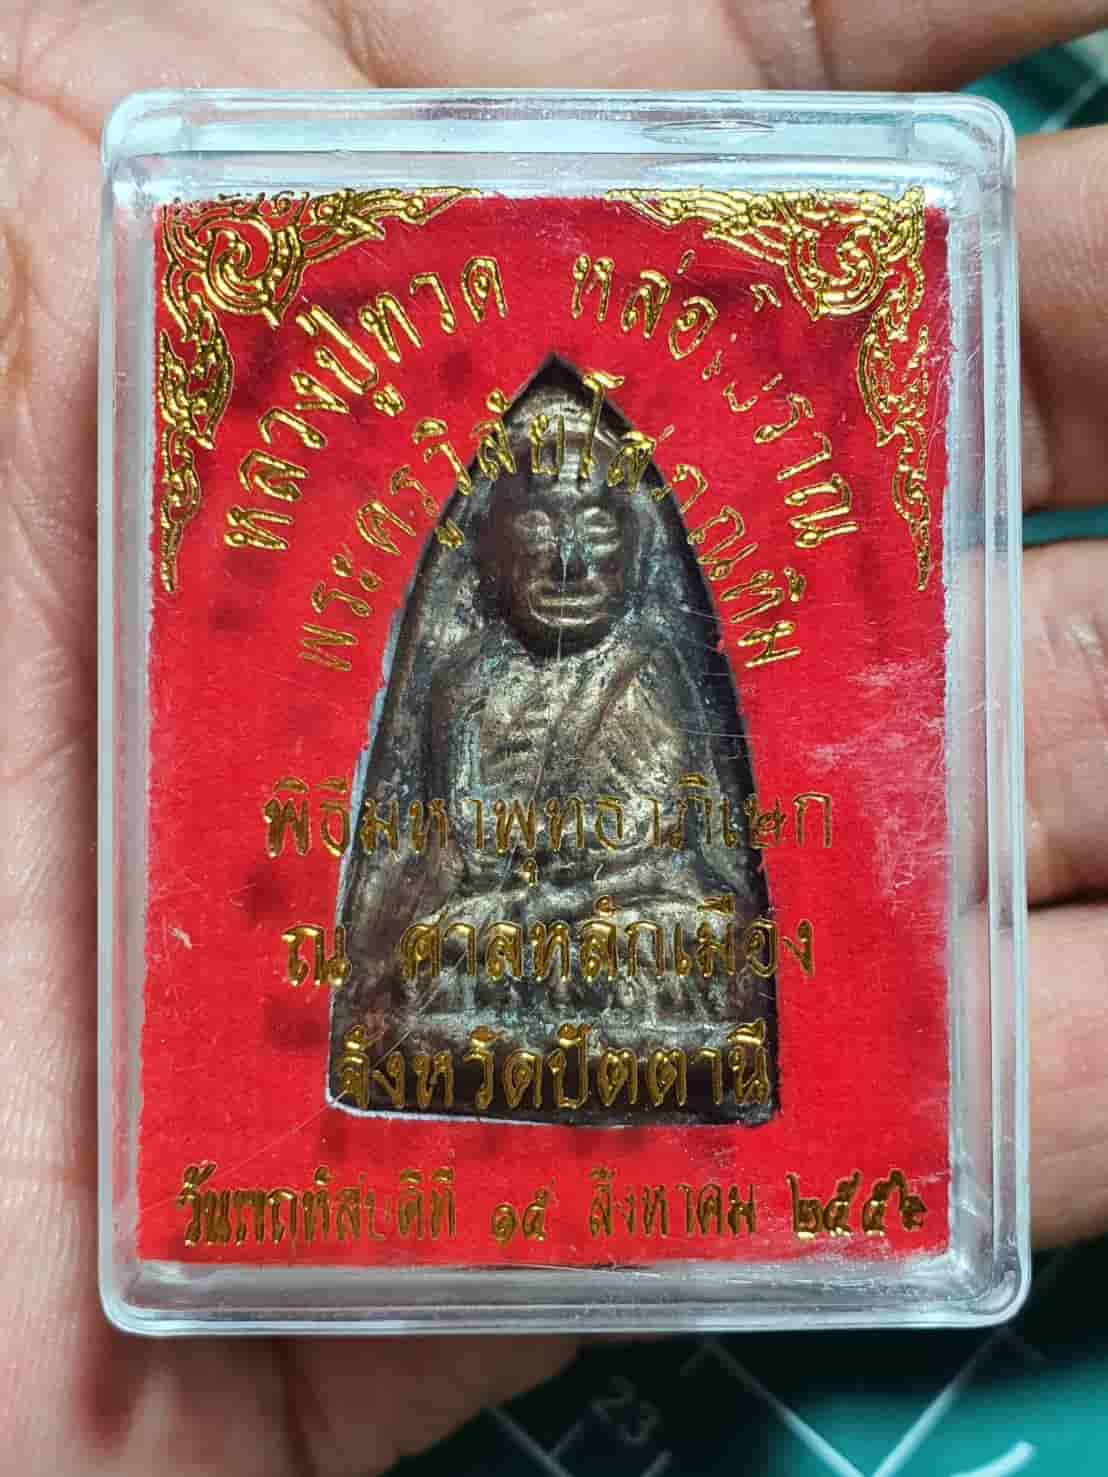 หลวงปู่ทวด หล่อโบราณ
พระครูวิสัยโสภณทิม
พิธีมหาพุทธาภิเษก
ณ ศาลหลักเมือง
จังหวัดปัตตานี
วันพฤหัสบดีที่ ๑๕ สิงหาคม ๒๕๕๖
23